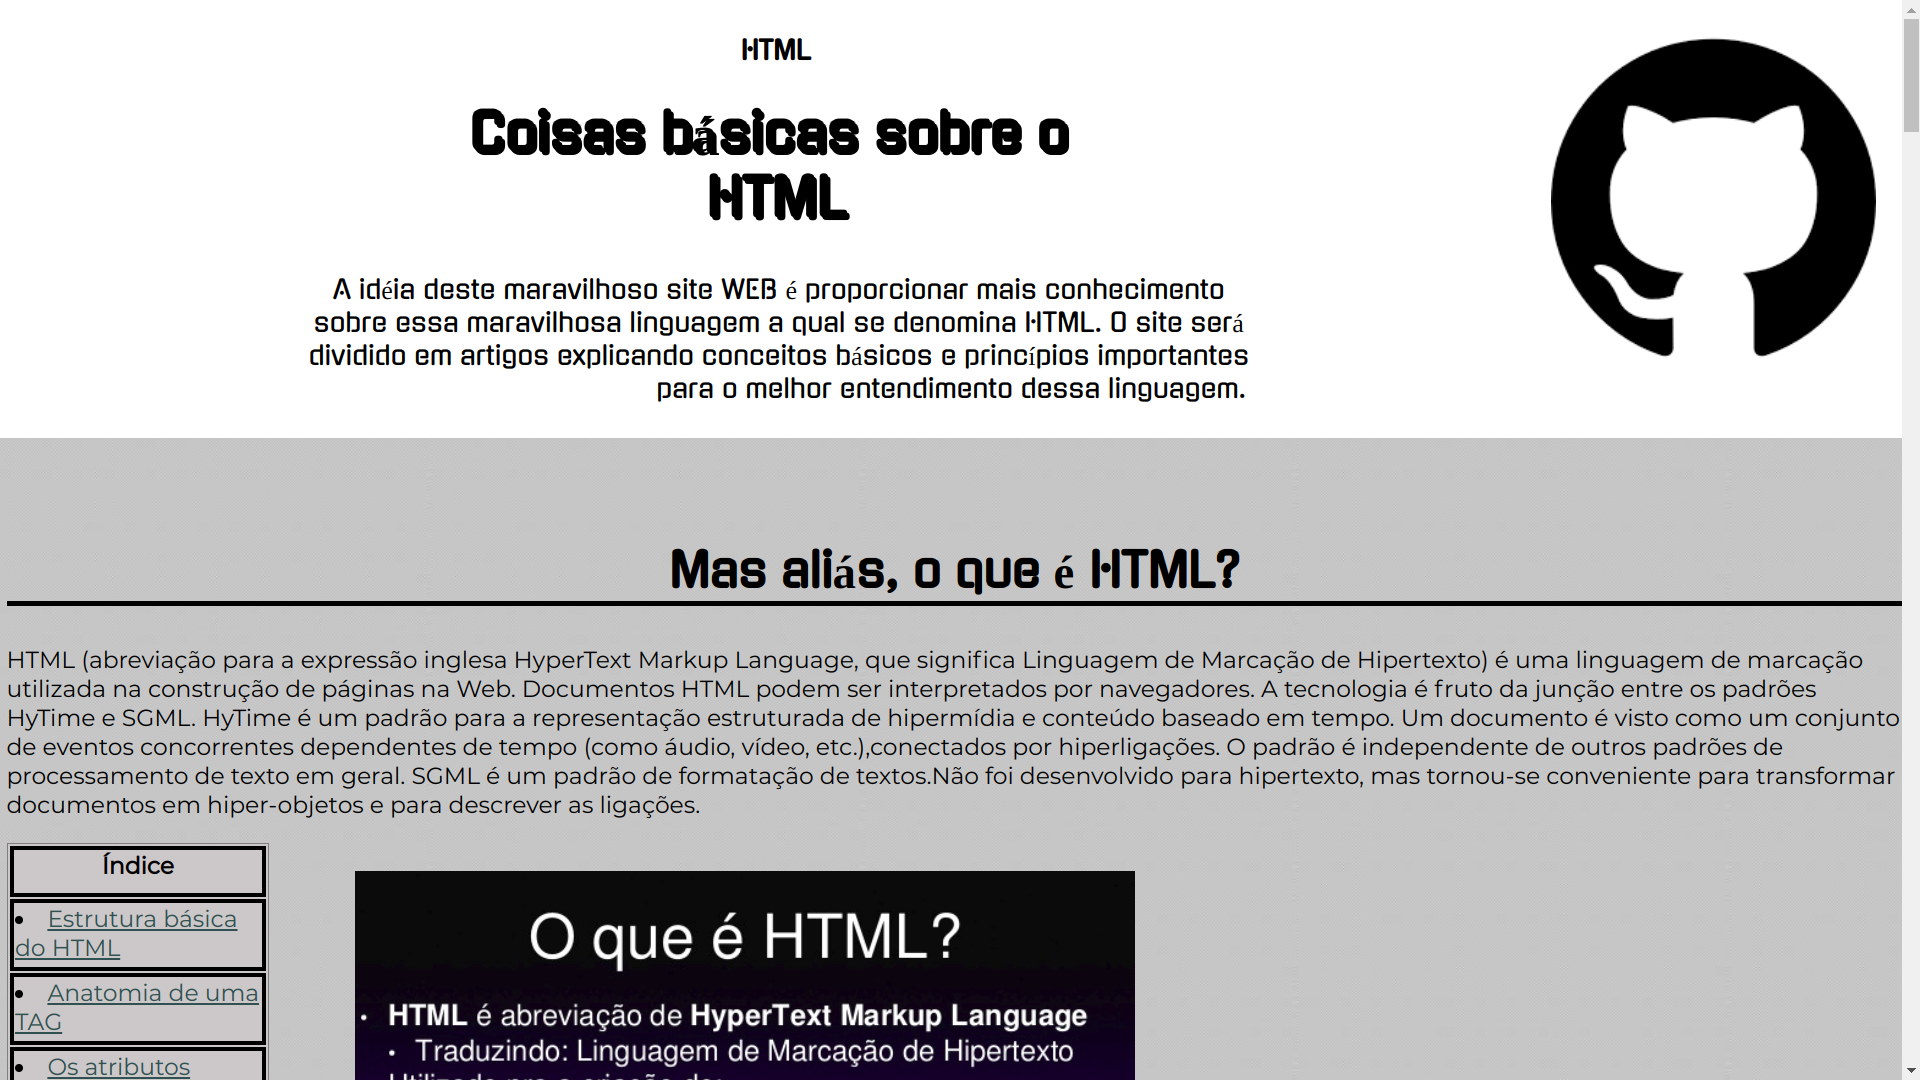 HTML
Coisas básicas sobre o
HTML
A idéia deste maravilhoso site WEB é proporcionar mais conhecimento
sobre essa maravilhosa linguagem a qual se denomina HTML. O site será
dividido em artigos explicando conceitos básicos e princípios importantes
para o melhor entendimento dessa linguagem.
Mas aliás, o que é HTML?
HTML (abreviação para a expressão inglesa HyperText Markup Language, que significa Linguagem de Marcação de Hipertexto) é uma linguagem de marcação
utilizada na construção de páginas na Web. Documentos HTML podem ser interpretados por navegadores. A tecnologia é fruto da junção entre os padrões
HyTime e SGML. HyTime é um padrão para a representação estruturada de hipermídia e conteúdo baseado em tempo. Um documento é visto como um conjunto
de eventos concorrentes dependentes de tempo (como áudio, vídeo, etc.),conectados por hiperligações. O padrão é independente de outros padrões de
processamento de texto em geral. SGML é um padrão de formatação de textos.Não foi desenvolvido para hipertexto, mas tornou-se conveniente para transformar
documentos em hiper-objetos e para descrever as ligações.
Índice
• Estrutura básica
do HTML
• Anatomia de uma
TAG
• Os atributos
O que é HTML?
• HTML é abreviação de HyperText Markup Language
• Traduzindo: Linguagem de Marcação de Hipertexto